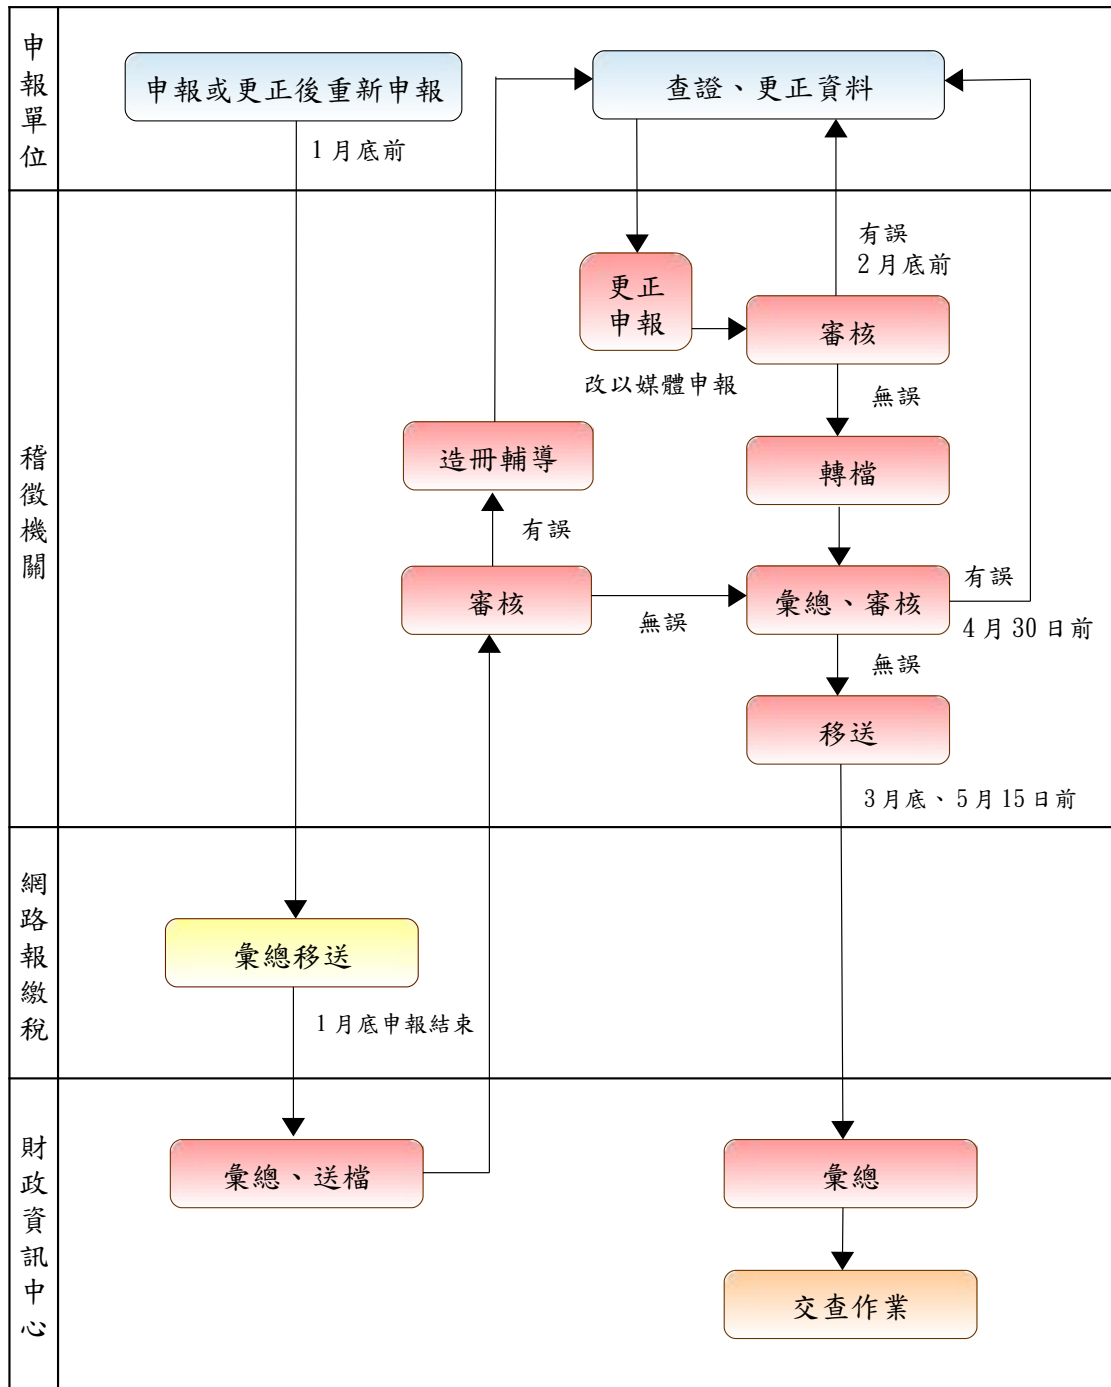 申報單位
申報或更正後重新申報
查證、更正資料
1月底前
稽徵機關
有誤
2月底前
更正
申報
審核
改以媒體申報
無誤
造冊輔導
轉檔
有誤
審核
無誤
彙總、審核
有誤
4月30日前
無誤
移送
3月底、5月15日前
網路報繳稅
彙總移送
1月底申報結束
財政資訊中心
彙總、送檔
彙總
交查作業